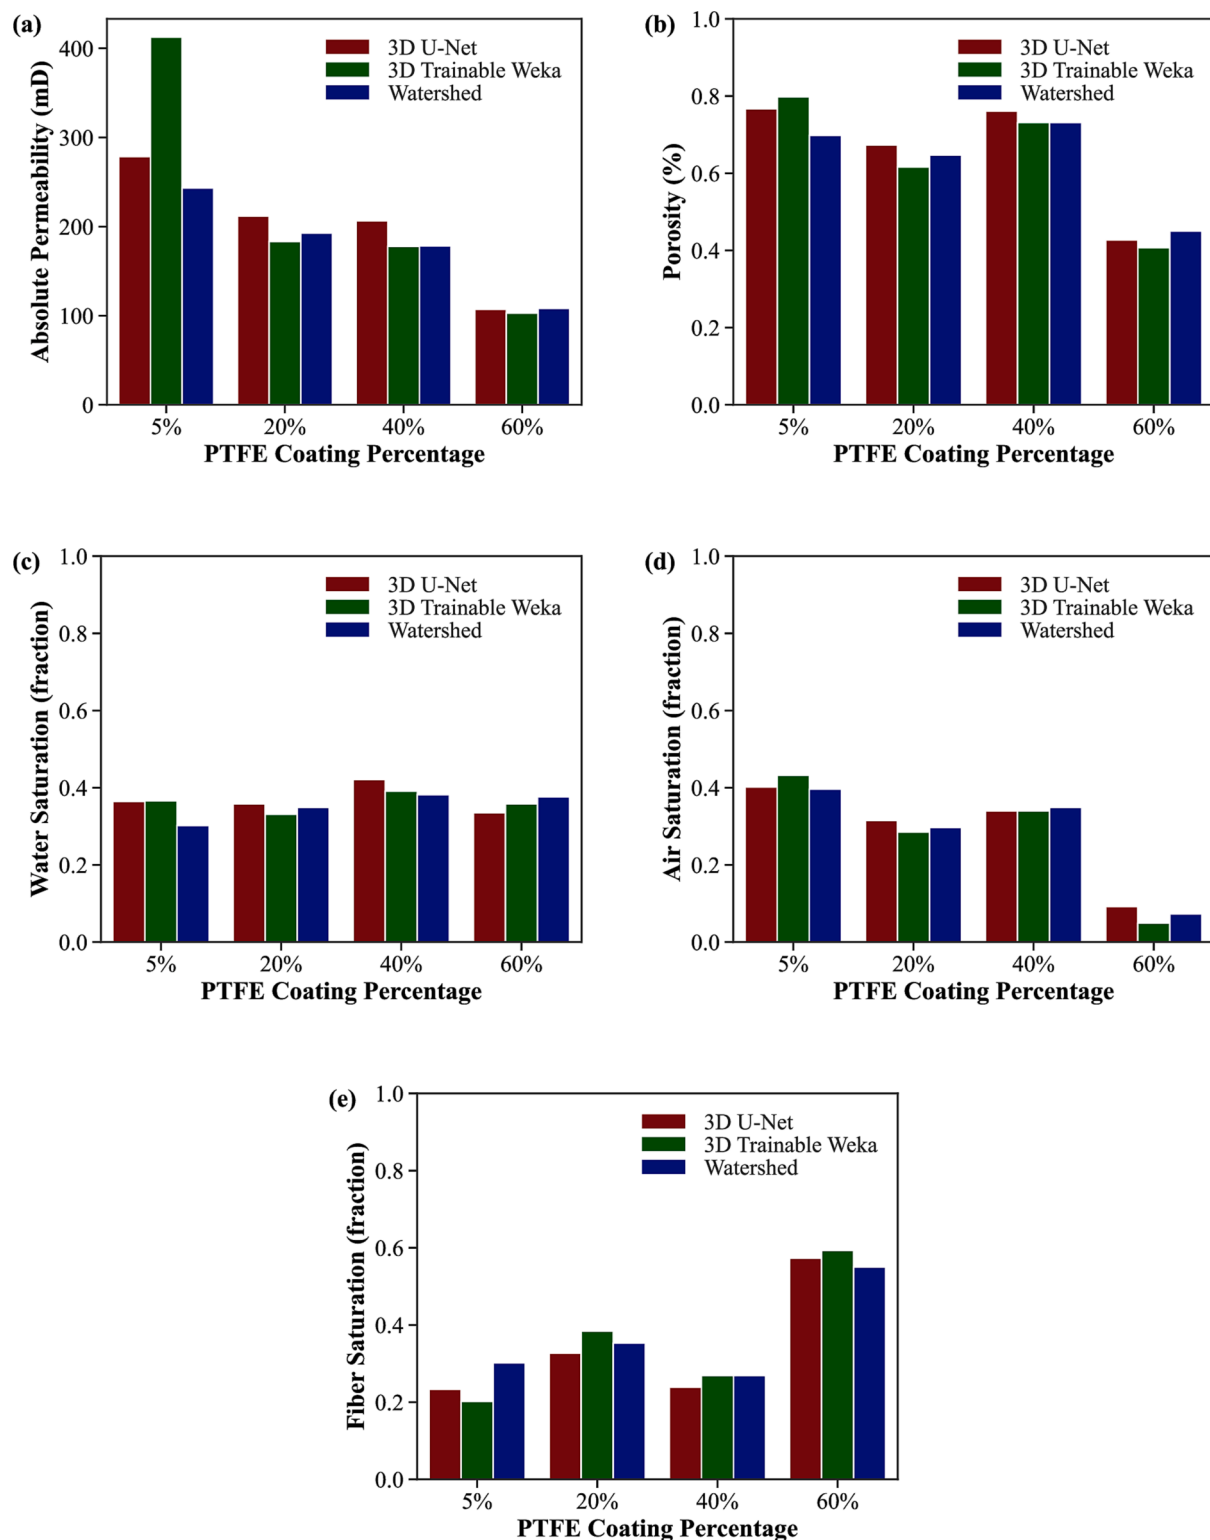 (a)
Absolute Permeability (mD)
400
300
200
100
0
3D U-Net
3D Trainable Weka
Watershed
5%
20%
40%
60%
PTFE Coating Percentage
(b)
Porosity (%)
1.0
0.8
0.6
0.4
0.2
0.0
3D U-Net
3D Trainable Weka
Watershed
5%
20%
40%
60%
PTFE Coating Percentage
(c)
Water Saturation (fraction)
1.0
0.8
0.6
0.4
0.2
0.0
3D U-Net
3D Trainable Weka
Watershed
5%
20%
40%
60%
PTFE Coating Percentage
(d)
Air Saturation (fraction)
1.0
0.8
0.6
0.4
0.2
0.0
3D U-Net
3D Trainable Weka
Watershed
5%
20%
40%
60%
PTFE Coating Percentage
(e)
Fiber Saturation (fraction)
1.0
0.8
0.6
0.4
0.2
0.0
3D U-Net
3D Trainable Weka
Watershed
5%
20%
40%
60%
PTFE Coating Percentage